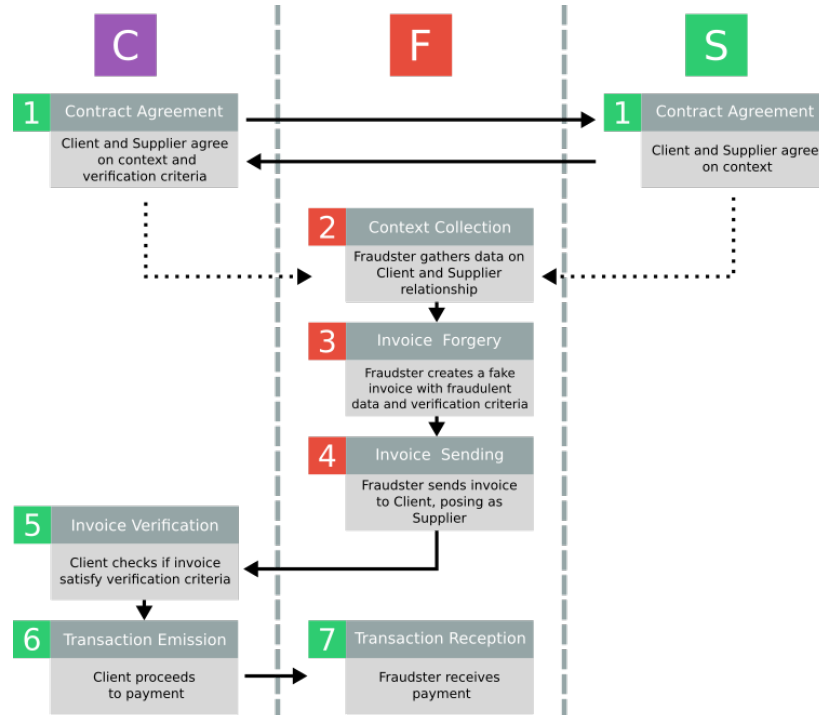 C
F
S
1
Contract Agreement
Client and Supplier agree
on context and
verification criteria
1
Contract Agreement
Client and Supplier agree
on context
2
Context Collection
Fraudster gathers data on
Client and Supplier
relationship
3
Invoice Forgery
Fraudster creates a fake
invoice with fraudulent
data and verification criteria
4
Invoice Sending
Fraudster sends invoice
to Client, posing as
Supplier
5
Invoice Verification
Client checks if invoice
satisfy verification criteria
6
Transaction Emission
Client proceeds
to payment
7
Transaction Reception
Fraudster receives
payment